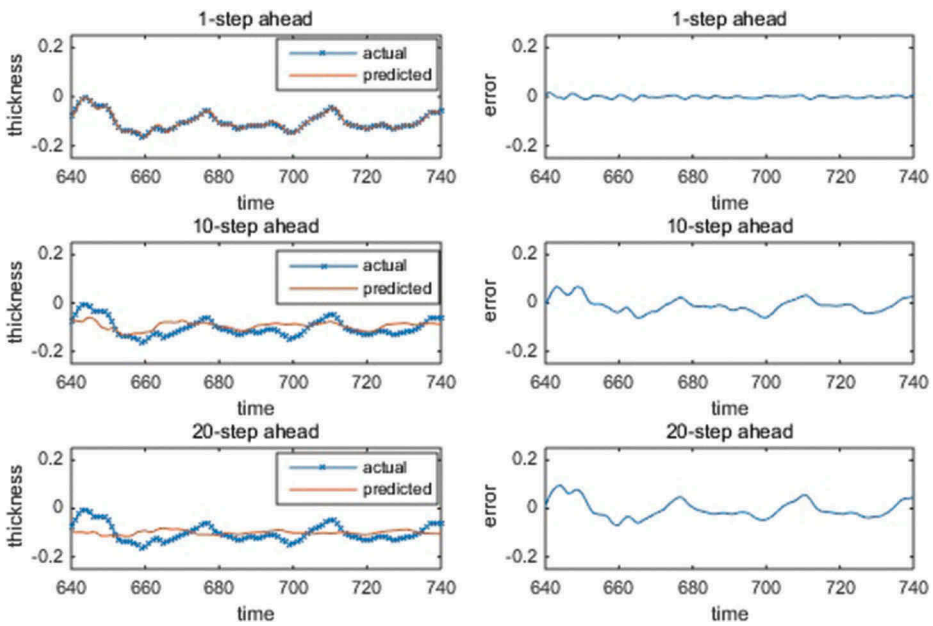 1-step ahead
1-step ahead
0.2
0
-0.2
thickness
actual
predicted
640 660 680 700 720 740
time
0.2
0
-0.2
error
640 660 680 700 720 740
time
10-step ahead
10-step ahead
0.2
0
-0.2
thickness
actual
predicted
640 660 680 700 720 740
time
0.2
0
-0.2
error
640 660 680 700 720 740
time
20-step ahead
20-step ahead
0.2
0
-0.2
thickness
actual
predicted
640 660 680 700 720 740
time
0.2
0
-0.2
error
640 660 680 700 720 740
time